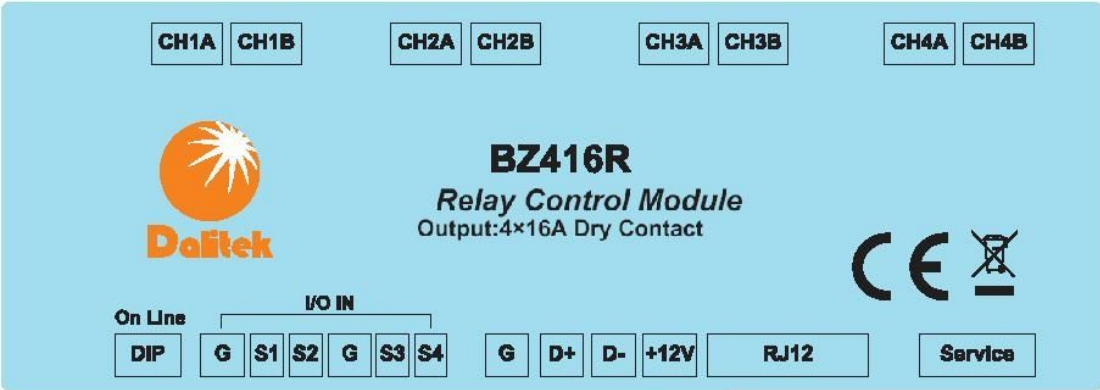 CH1A CH1B CH2A CH2B CH3A CH3B CH4A CH4B
BZ416R
Relay Control Module
Output:4×16A Dry Contact
Dalitek
CE
I/O IN
On Line
DIP G S1 S2 G S3 S4 G D+ D- +12V RJ12 Service